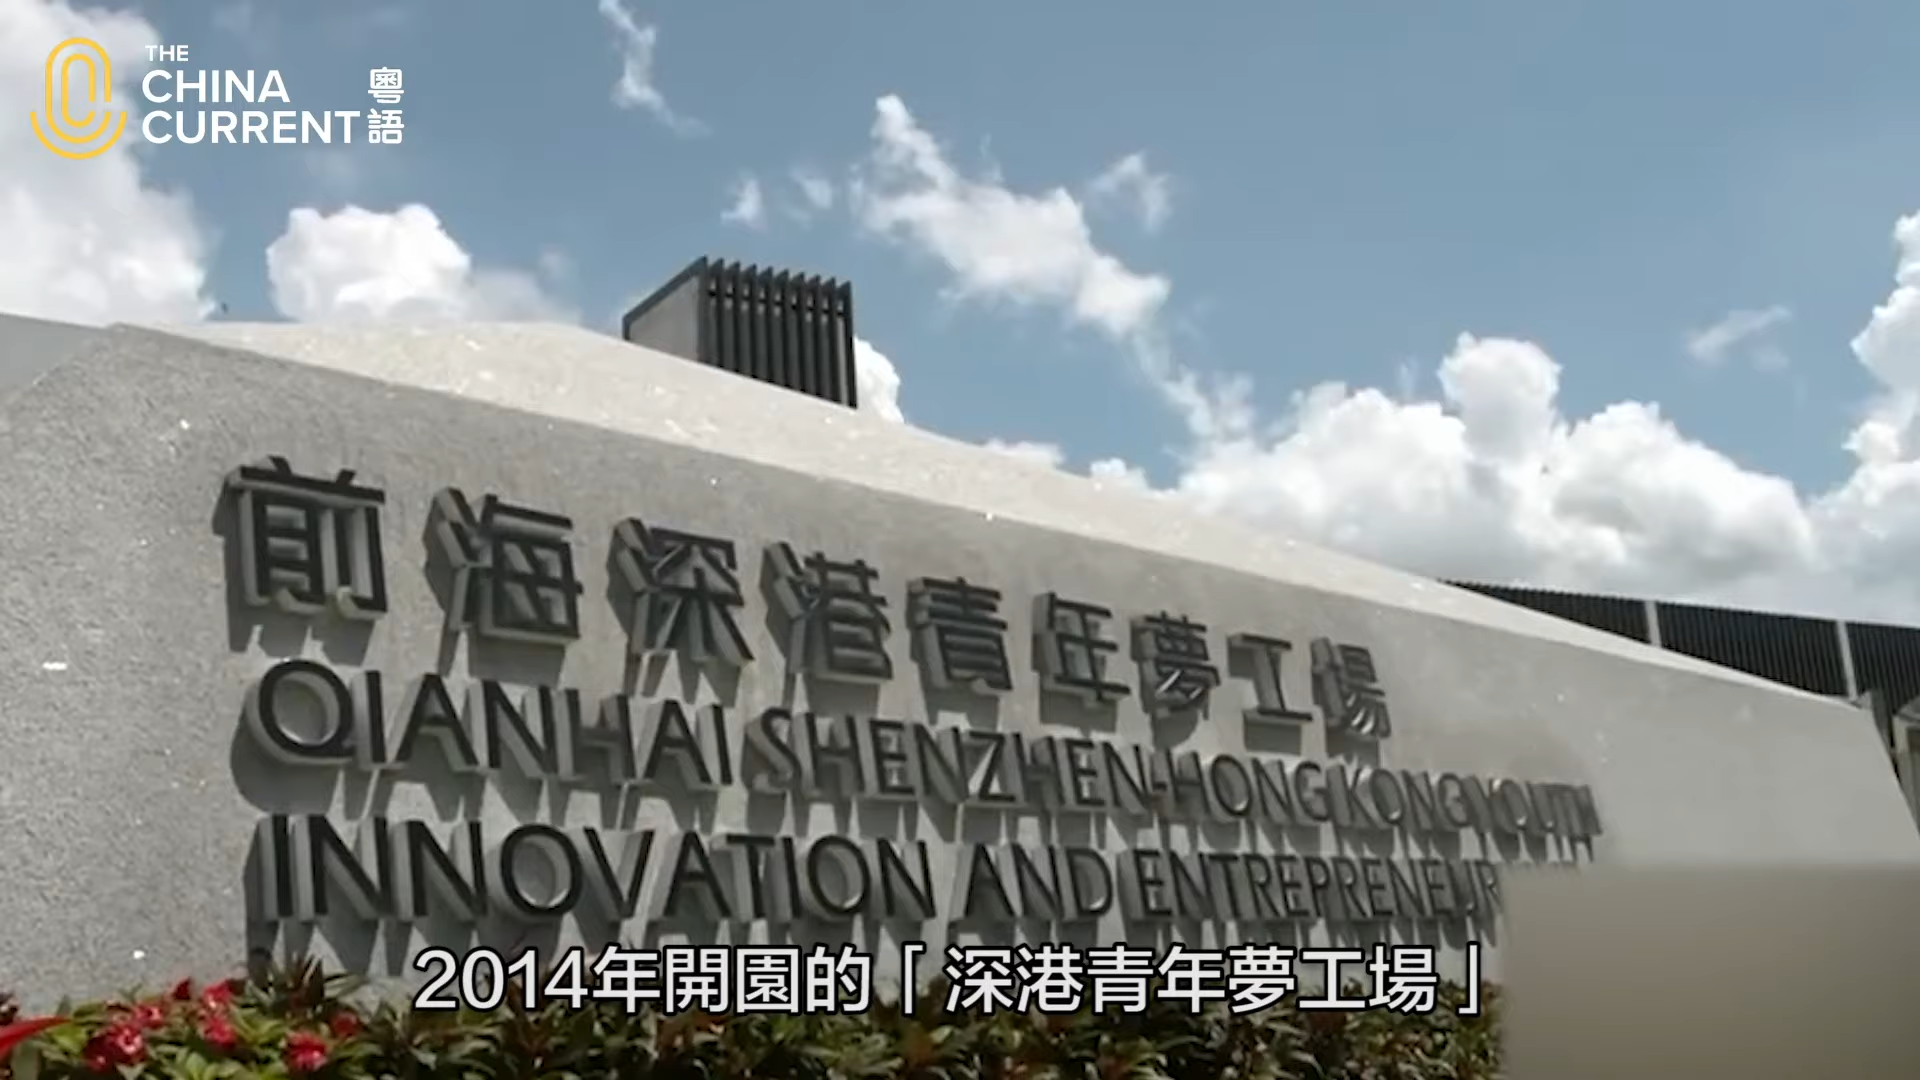 THE
CHINA
CURRENT
粵語
前海深港青年夢工場
QIANHAI SHENZHEN-HONG KONG YOUTH
INNOVATION AND ENTREPRENEUR
2014年開園的「深港青年夢工場」